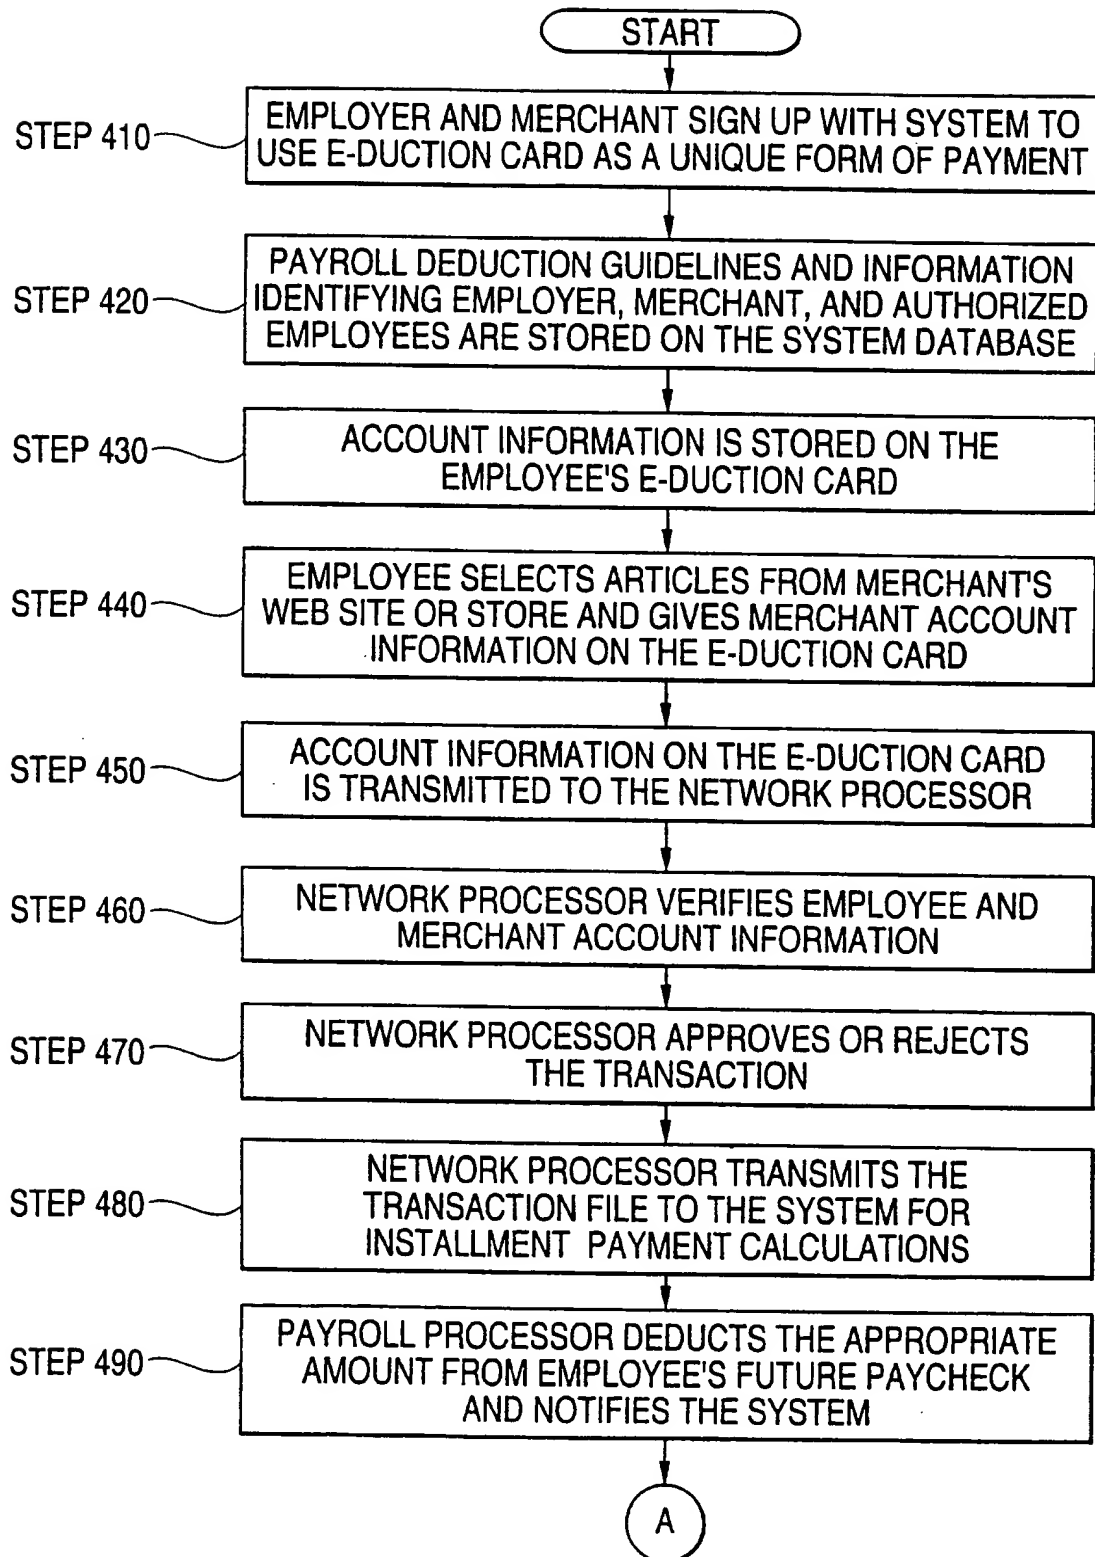 START
STEP 410
EMPLOYER AND MERCHANT SIGN UP WITH SYSTEM TO
USE E-DUCTION CARD AS A UNIQUE FORM OF PAYMENT
STEP 420
PAYROLL DEDUCTION GUIDELINES AND INFORMATION
IDENTIFYING EMPLOYER, MERCHANT, AND AUTHORIZED
EMPLOYEES ARE STORED ON THE SYSTEM DATABASE
STEP 430
ACCOUNT INFORMATION IS STORED ON THE
EMPLOYEE'S E-DUCTION CARD
STEP 440
EMPLOYEE SELECTS ARTICLES FROM MERCHANT'S
WEB SITE OR STORE AND GIVES MERCHANT ACCOUNT
INFORMATION ON THE E-DUCTION CARD
STEP 450
ACCOUNT INFORMATION ON THE E-DUCTION CARD
IS TRANSMITTED TO THE NETWORK PROCESSOR
STEP 460
NETWORK PROCESSOR VERIFIES EMPLOYEE AND
MERCHANT ACCOUNT INFORMATION
STEP 470
NETWORK PROCESSOR APPROVES OR REJECTS
THE TRANSACTION
STEP 480
NETWORK PROCESSOR TRANSMITS THE
TRANSACTION FILE TO THE SYSTEM FOR
INSTALLMENT PAYMENT CALCULATIONS
STEP 490
PAYROLL PROCESSOR DEDUCTS THE APPROPRIATE
AMOUNT FROM EMPLOYEE'S FUTURE PAYCHECK
AND NOTIFIES THE SYSTEM
A